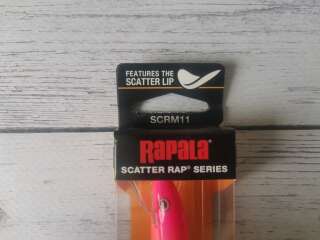 FEATURES THE
SCATTER LIP
SCRM11
Rapala
SCATTER RAP® SERIES